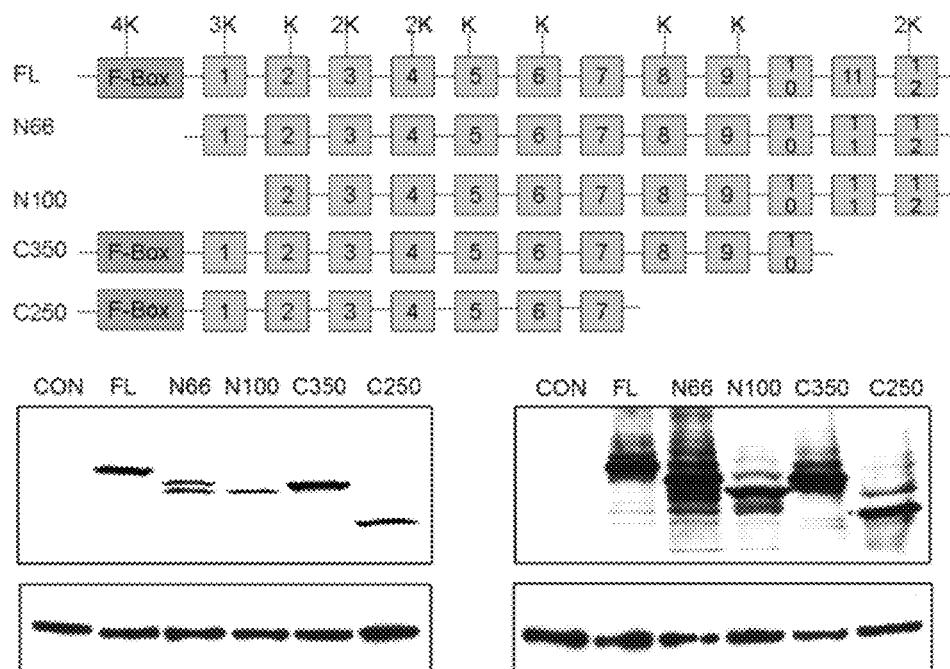 4K 3K K 2K 2K K K K K 2K
FL F-Box 1 2 3 4 5 6 7 8 9 10 11 12
N66 1 2 3 4 5 6 7 8 9 10 11 12
N100 2 3 4 5 6 7 8 9 10 11 12
C350 F-Box 1 2 3 4 5 6 7 8 9 10
C250 F-Box 1 2 3 4 5 6 7
CON FL N66 N100 C350 C250
CON FL N66 N100 C350 C250